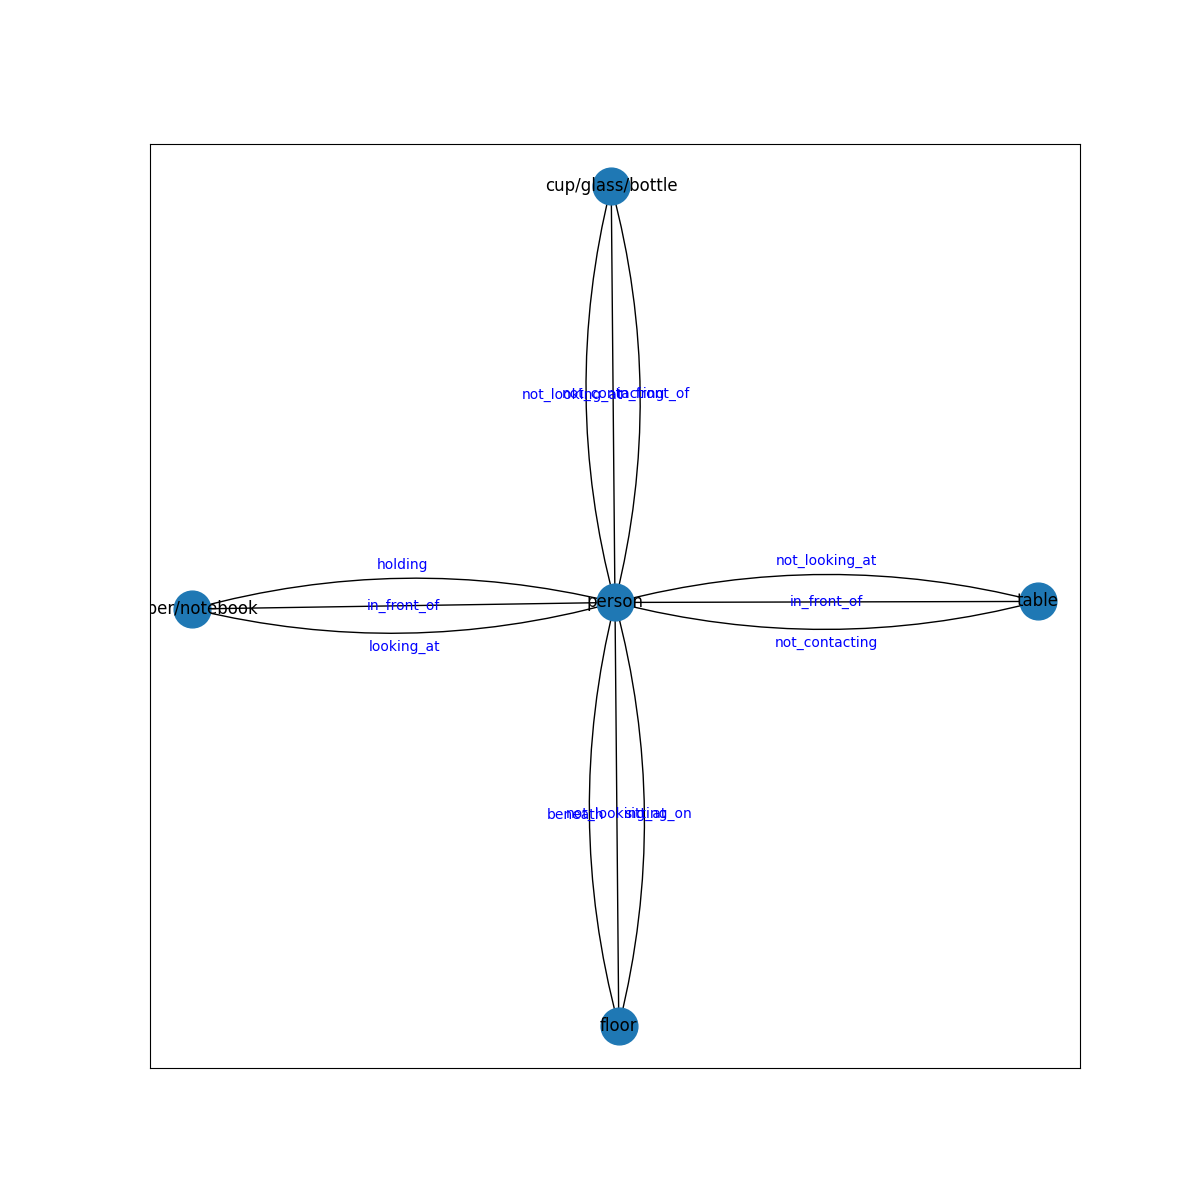 cup/glass/bottle
not_looking_at
not_contacting
in_front_of
holding
not_looking_at
per/notebook
in_front_of
person
in_front_of
table
looking_at
not_contacting
beneath
not_looking_at
sitting_on
floor